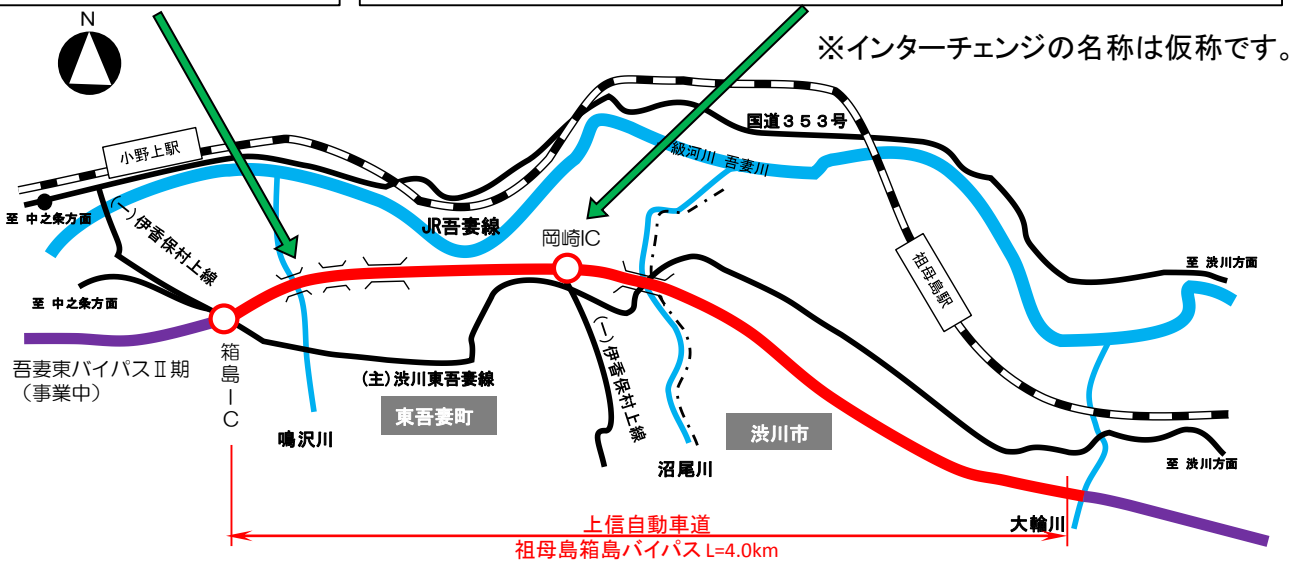 N
※インターチェンジの名称は仮称です。
小野上駅
国道353号
級河川 吾妻川
至 中之条方面
(一)伊香保村上線
JR吾妻線
岡崎IC
祖母島駅
至 渋川方面
至 中之条方面
吾妻東バイパスⅡ期
(事業中)
箱島IC
(主)渋川東吾妻線
(一)伊香保村上線
東吾妻町
渋川市
鳴沢川
沼尾川
至 渋川方面
大輪川
上信自動車道
祖母島箱島バイパス L=4.0km